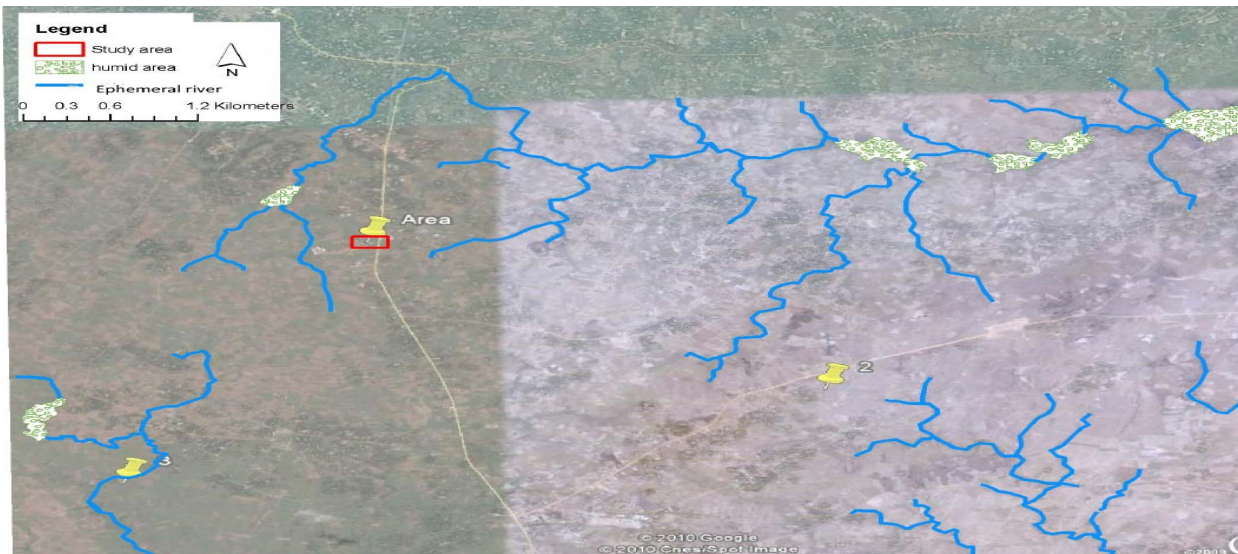 Legend
Study area
humid area
Ephemeral river
N
0 0.3 0.6 1.2 Kilometers
Area
2
3
© 2010 Google
© 2010 Cnes/Spot Image